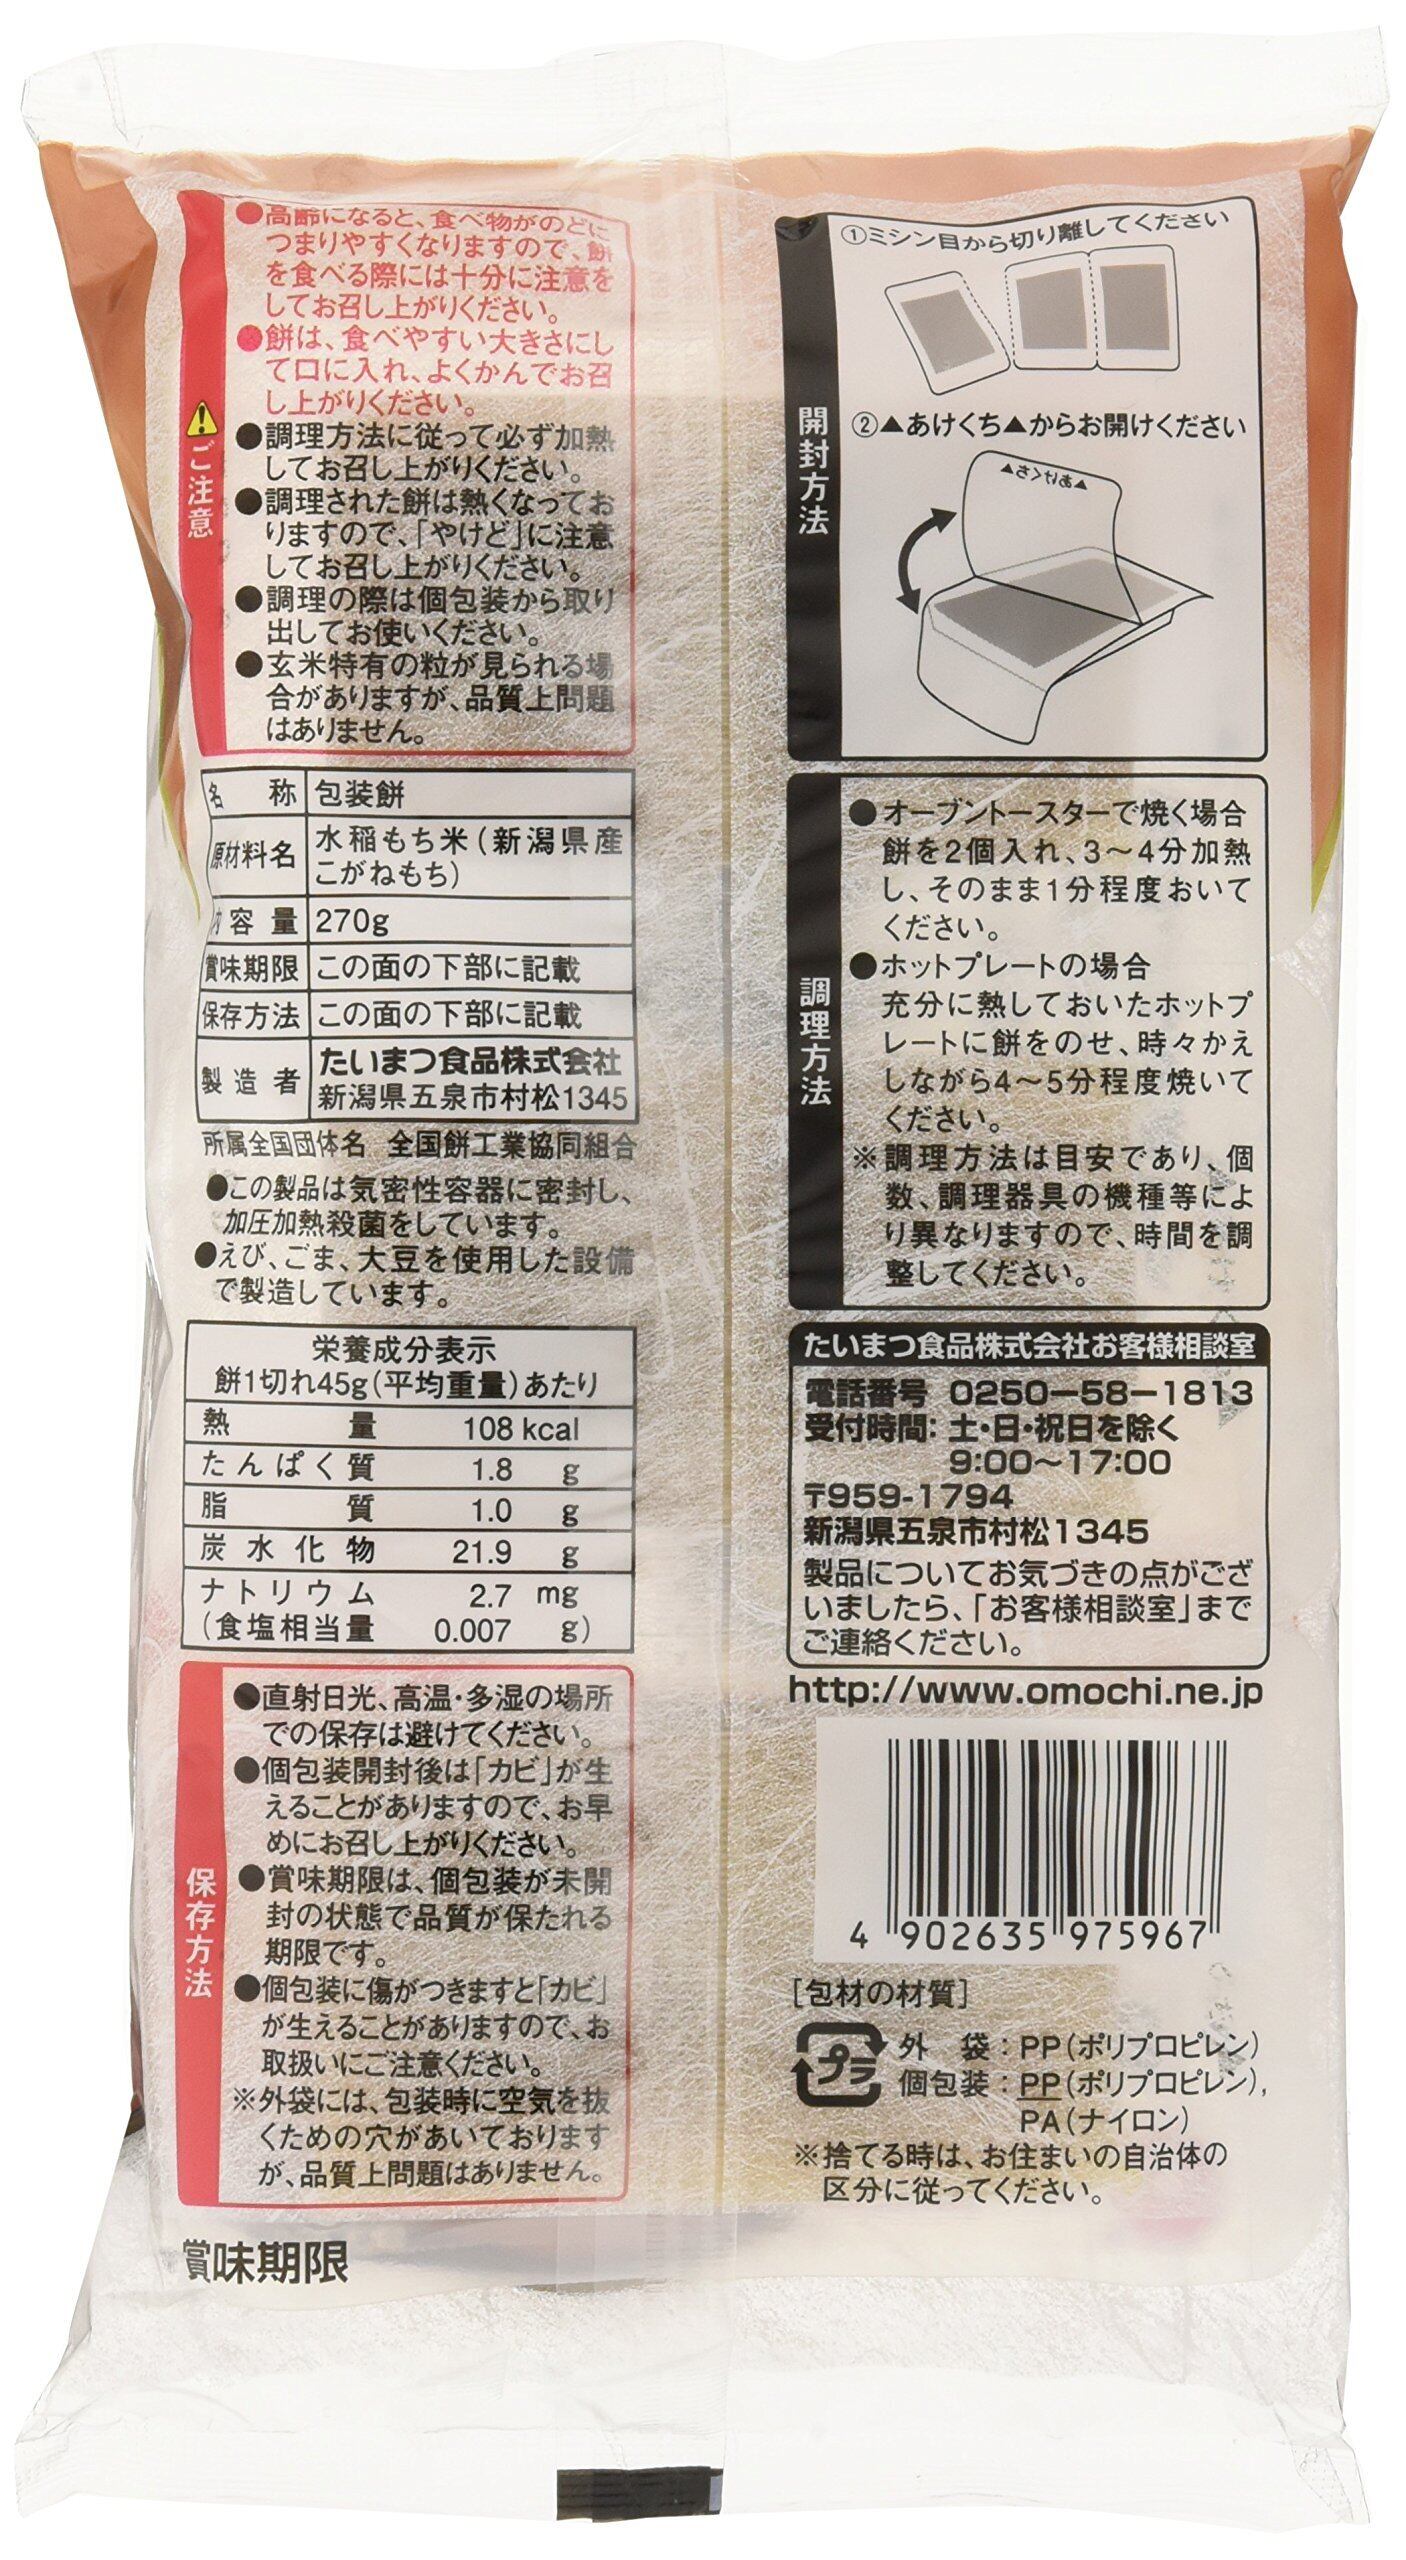 ●高齢になると、食べ物がのどに
つまりやすくなりますので、餅
を食べる際には十分に注意を
してお召し上がりください。
●餅は、食べやすい大きさにし
て口に入れ、よくかんでお召
し上がりください。
ご注意
●調理方法に従って必ず加熱
してお召し上がりください。
●調理された餅は熱くなってお
りますので、「やけど」に注意
してお召し上がりください。
●調理の際は個包装から取り
出してお使いください。
●玄米特有の粒が見られる場
合がありますが、品質上問題
はありません。
名称 包装餅
原材料名 水稲もち米(新潟県産
こがねもち)
内容量 270g
賞味期限 この面の下部に記載
保存方法 この面の下部に記載
製造者 たいまつ食品株式会社
新潟県五泉市村松1345
所属全国団体名 全国餅工業協同組合
●この製品は気密性容器に密封し、
加圧加熱殺菌をしています。
●えび、ごま、大豆を使用した設備
で製造しています。
栄養成分表示
餅1切れ45g(平均重量)あたり
熱量 108 kcal
たんぱく質 1.8 g
脂質 1.0 g
炭水化物 21.9 g
ナトリウム 2.7 mg
(食塩相当量 0.007 g)
保存方法
●直射日光、高温・多湿の場所
での保存は避けてください。
●個包装開封後は「カビ」が生
えることがありますので、お早
めにお召し上がりください。
●賞味期限は、個包装が未開
封の状態で品質が保たれる
期限です。
●個包装に傷がつきますと「カビ」
が生えることがありますので、お
取扱いにご注意ください。
※外袋には、包装時に空気を抜
くための穴があいております
が、品質上問題はありません。
賞味期限
開封方法
①ミシン目から切り離してください
②▲あけくち▲からお開けください
▲あけくち▲
調理方法
●オーブントースターで焼く場合
餅を2個入れ、3～4分加熱
し、そのまま1分程度おいて
ください。
●ホットプレートの場合
充分に熱しておいたホットプ
レートに餅をのせ、時々かえ
しながら4～5分程度焼いて
ください。
※調理方法は目安であり、個
数、調理器具の機種等によ
り異なりますので、時間を調
整してください。
たいまつ食品株式会社お客様相談室
電話番号 0250－58－1813
受付時間：土・日・祝日を除く
9:00～17:00
〒959-1794
新潟県五泉市村松1345
製品についてお気づきの点がござ
いましたら、「お客様相談室」まで
ご連絡ください。
http://www.omochi.ne.jp
4 902635 975967
[包材の材質]
プラ
外袋：PP(ポリプロピレン)
個包装：PP(ポリプロピレン),
PA(ナイロン)
※捨てる時は、お住まいの自治体の
区分に従ってください。